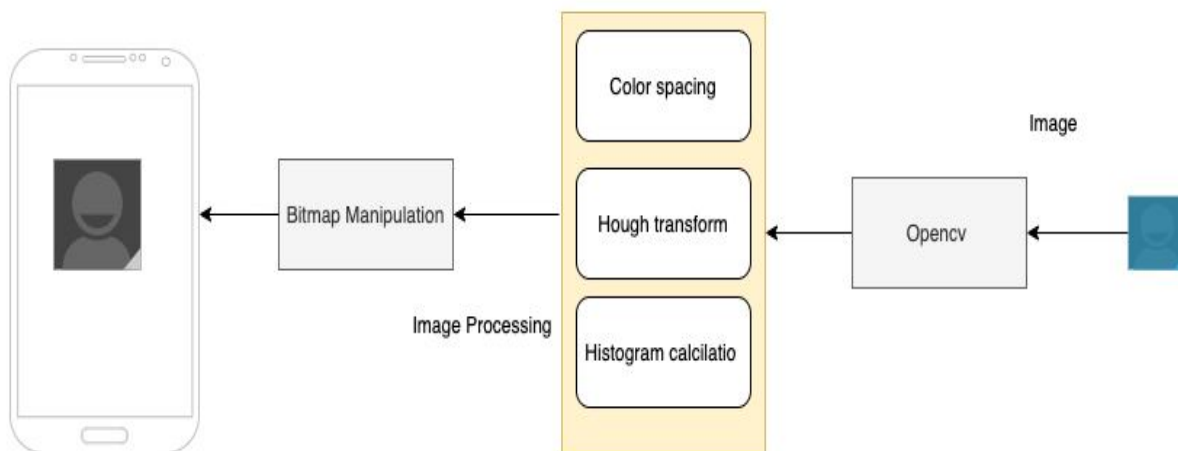 Color spacing
Image
Bitmap Manipulation
Hough transform
Opencv
Image Processing
Histogram calcilatio